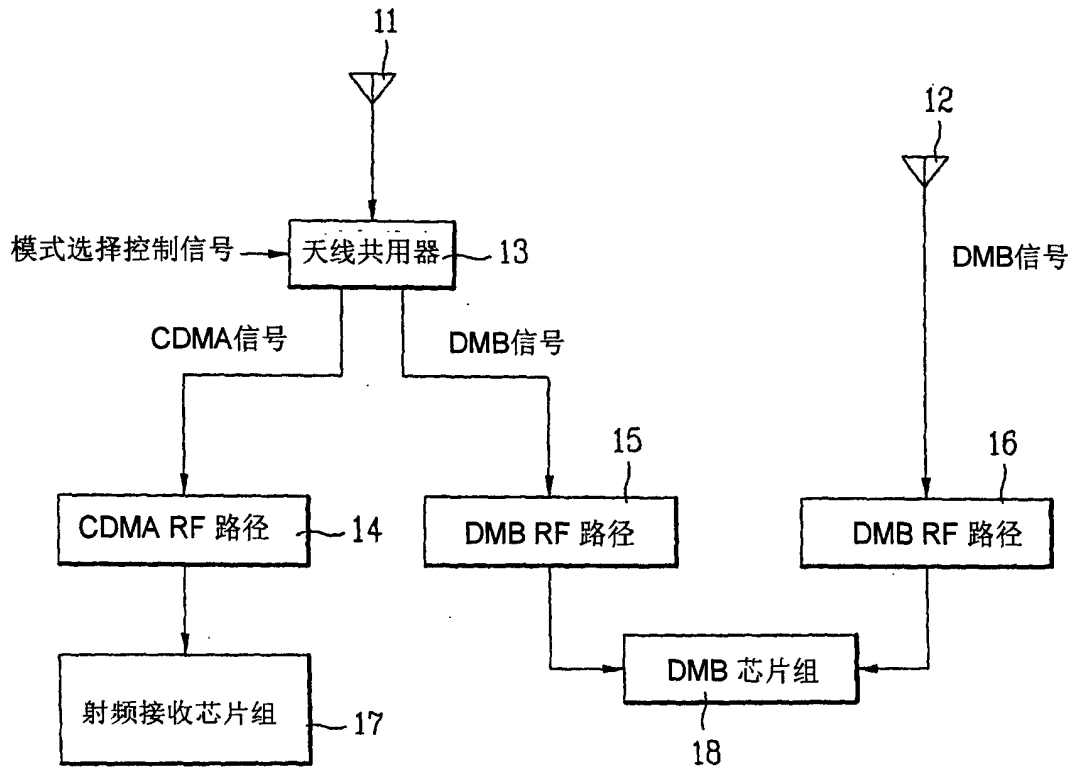 11
12
模式选择控制信号
天线共用器
13
DMB信号
CDMA信号
DMB信号
15
16
CDMA RF 路径
14
DMB RF 路径
DMB RF 路径
DMB 芯片组
射频接收芯片组
17
18